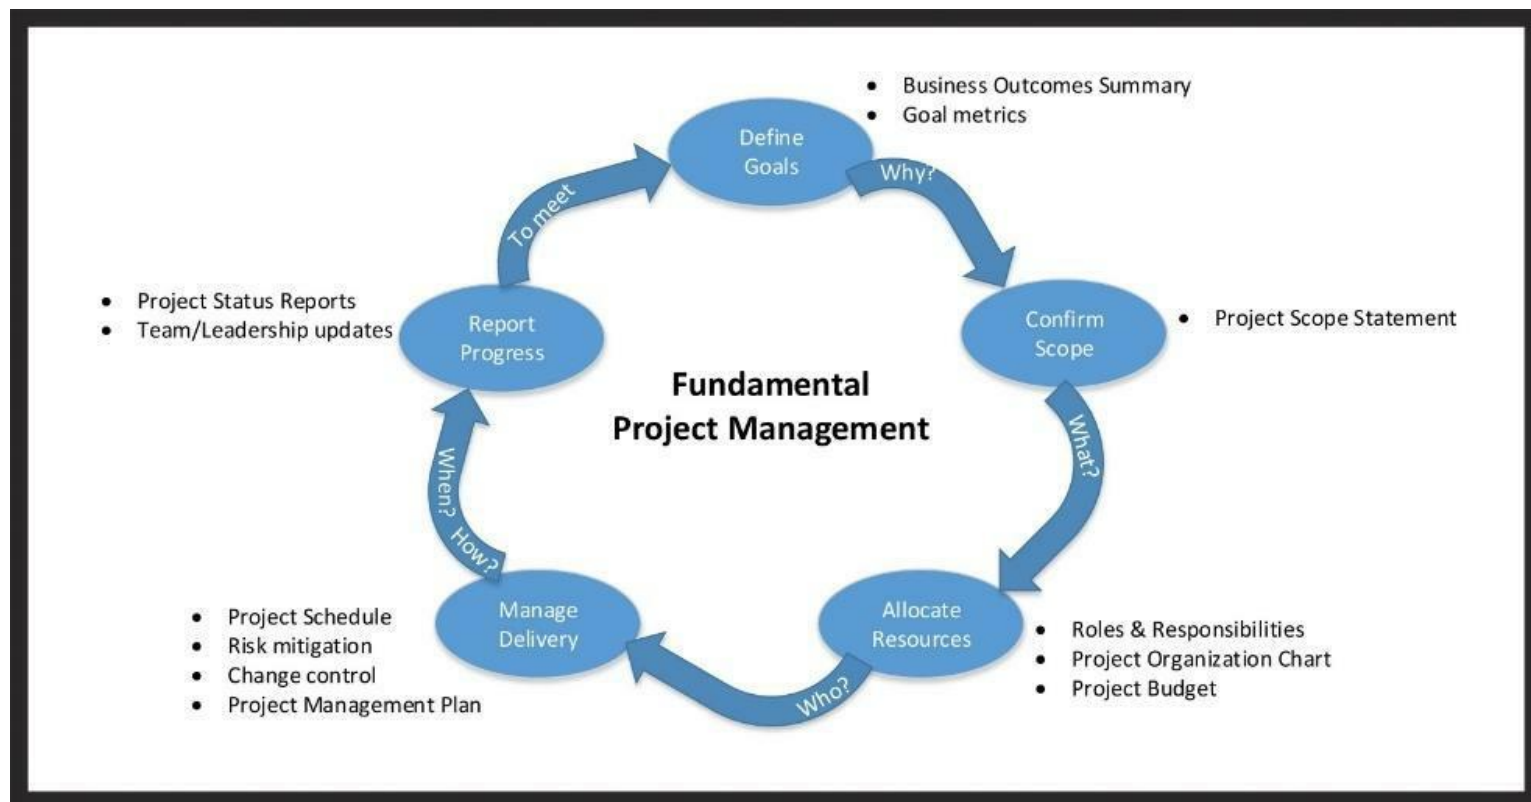 Define
Goals
• Business Outcomes Summary
• Goal metrics
Why?
Confirm
Scope
• Project Scope Statement
What?
Allocate
Resources
• Roles & Responsibilities
• Project Organization Chart
• Project Budget
Who?
Manage
Delivery
• Project Schedule
• Risk mitigation
• Change control
• Project Management Plan
How?
When?
Report
Progress
• Project Status Reports
• Team/Leadership updates
To meet
Fundamental
Project Management